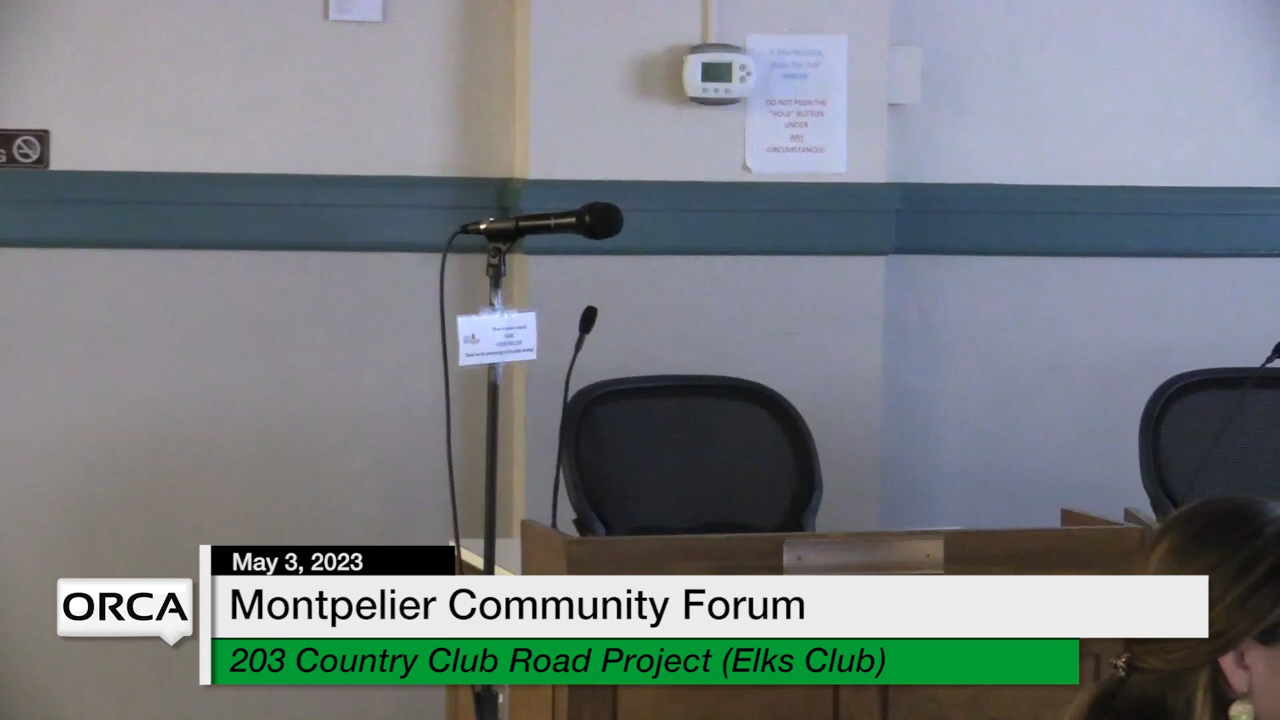 G
DO NOT PUSH THE
"HOLD" BUTTON
UNDER
ANY
CIRCUMSTANCES!
May 3, 2023
ORCA
Montpelier Community Forum
203 Country Club Road Project (Elks Club)